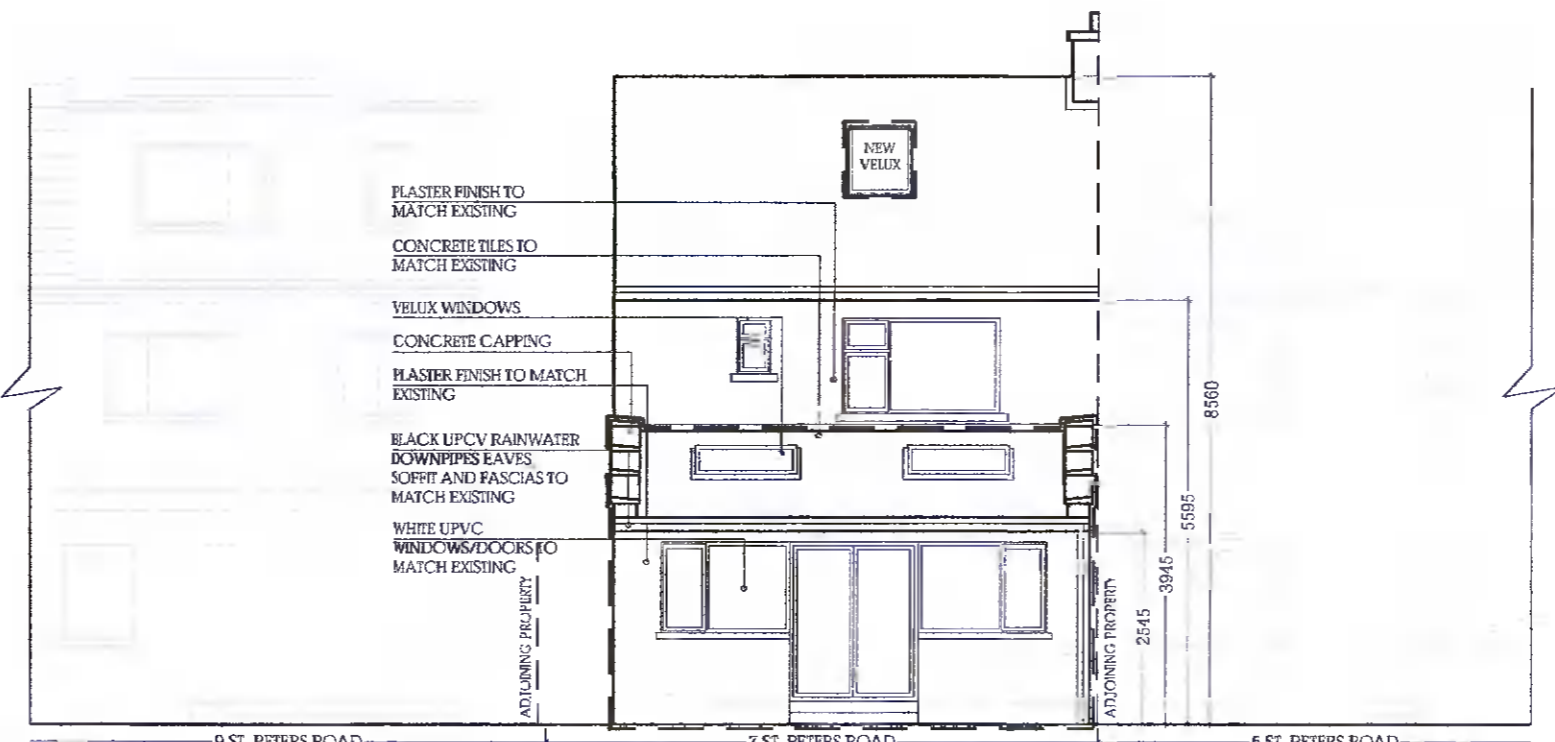 NEW
VELUX
PLASTER FINISH TO
MATCH EXISTING
CONCRETE TILES TO
MATCH EXISTING
VELUX WINDOWS
CONCRETE CAPPING
PLASTER FINISH TO MATCH
EXISTING
BLACK UPCV RAINWATER
DOWNPIPES EAVES
SOFFIT AND FASCIAS TO
MATCH EXISTING
WHITE UPVC
WINDOWS/DOORS TO
MATCH EXISTING
ADJOINING PROPERTY
ADJOINING PROPERTY
2545
3945
5595
8560
9 ST. PETERS ROAD
7 ST. PETERS ROAD
5 ST. PETERS ROAD